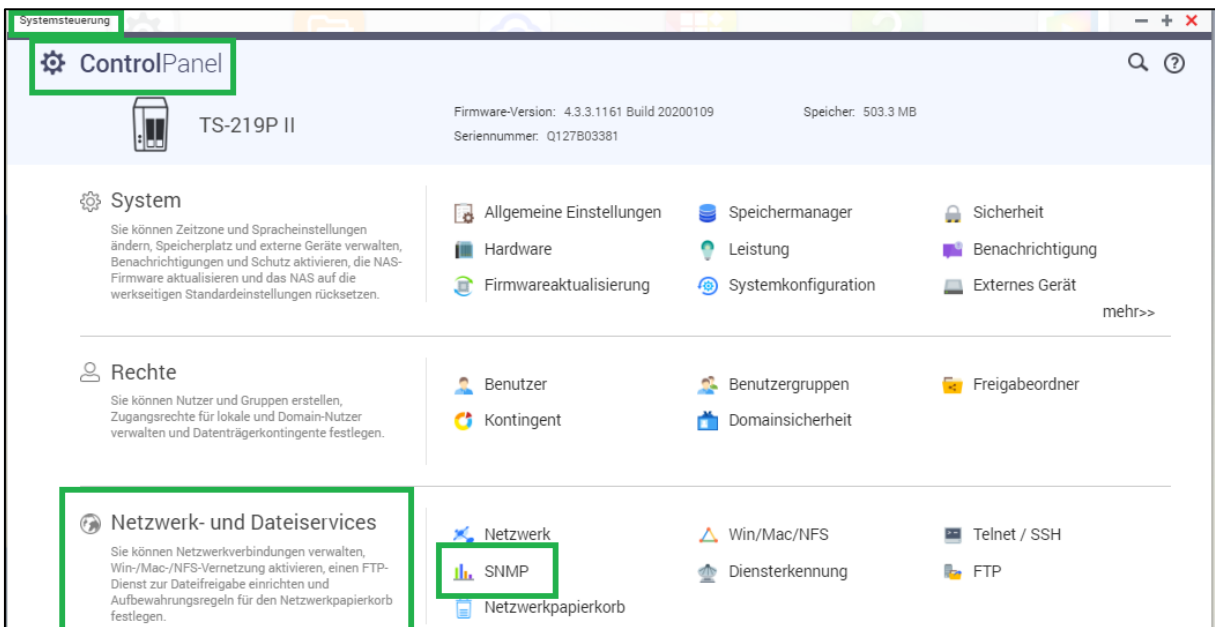 Systemsteuerung
ControlPanel
TS-219P II
Firmware-Version: 4.3.3.1161 Build 20200109
Speicher: 503.3 MB
Seriennummer: Q127B03381
System
Sie können Zeitzone und Spracheinstellungen
ändern, Speicherplatz und externe Geräte verwalten,
Benachrichtigungen und Schutz aktivieren, die NAS-
Firmware aktualisieren und das NAS auf die
werkseitigen Standardeinstellungen rücksetzen.
Allgemeine Einstellungen
Speichermanager
Sicherheit
Hardware
Leistung
Benachrichtigung
Firmwareaktualisierung
Systemkonfiguration
Externes Gerät
mehr>>
Rechte
Sie können Nutzer und Gruppen erstellen,
Zugangsrechte für lokale und Domain-Nutzer
verwalten und Datenträgerkontingente festlegen.
Benutzer
Benutzergruppen
Freigabeordner
Kontingent
Domainsicherheit
Netzwerk- und Dateiservices
Sie können Netzwerkverbindungen verwalten,
Win-/Mac-/NFS-Vernetzung aktivieren, einen FTP-
Dienst zur Dateifreigabe einrichten und
Aufbewahrungsregeln für den Netzwerkpapierkorb
festlegen.
Netzwerk
Win/Mac/NFS
Telnet / SSH
SNMP
Diensterkennung
FTP
Netzwerkpapierkorb